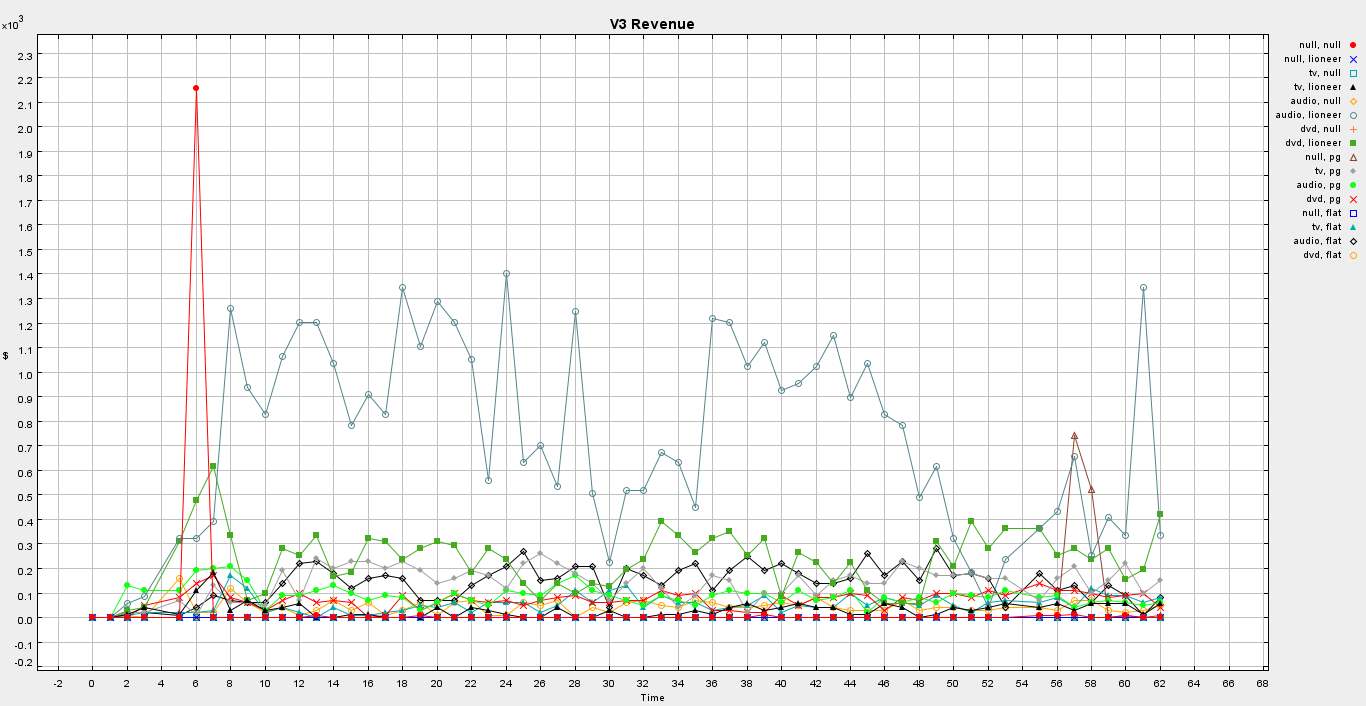 V3 Revenue
x10³
2.3
2.2
2.1
2.0
1.9
1.8
1.7
1.6
1.5
1.4
1.3
1.2
1.1
1.0
0.9
0.8
0.7
0.6
0.5
0.4
0.3
0.2
0.1
0.0
-0.1
-0.2
$
-2 0 2 4 6 8 10 12 14 16 18 20 22 24 26 28 30 32 34 36 38 40 42 44 46 48 50 52 54 56 58 60 62 64 66 68
Time
null, null
null, lioneer
tv, null
tv, lioneer
audio, null
audio, lioneer
dvd, null
dvd, lioneer
null, pg
tv, pg
audio, pg
dvd, pg
null, flat
tv, flat
audio, flat
dvd, flat